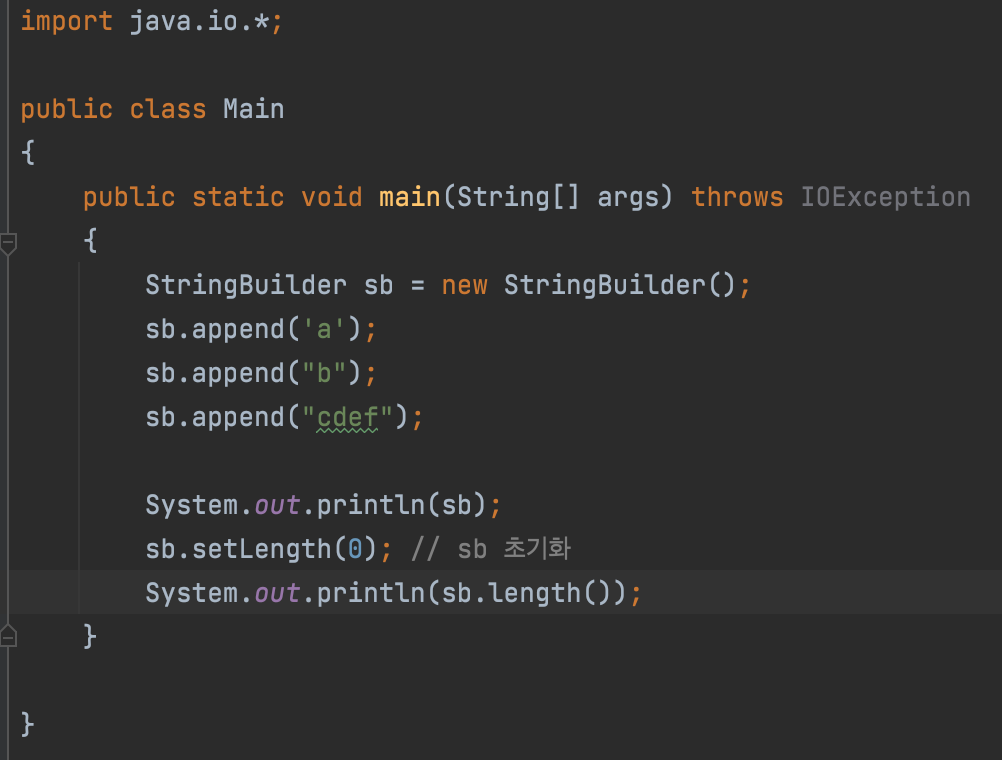 import java.io.*;
public class Main
{
public static void main(String[] args) throws IOException
{
StringBuilder sb = new StringBuilder();
sb.append('a');
sb.append("b");
sb.append("cdef");
System.out.println(sb);
sb.setLength(0); // sb 초기화
System.out.println(sb.length());
}
}